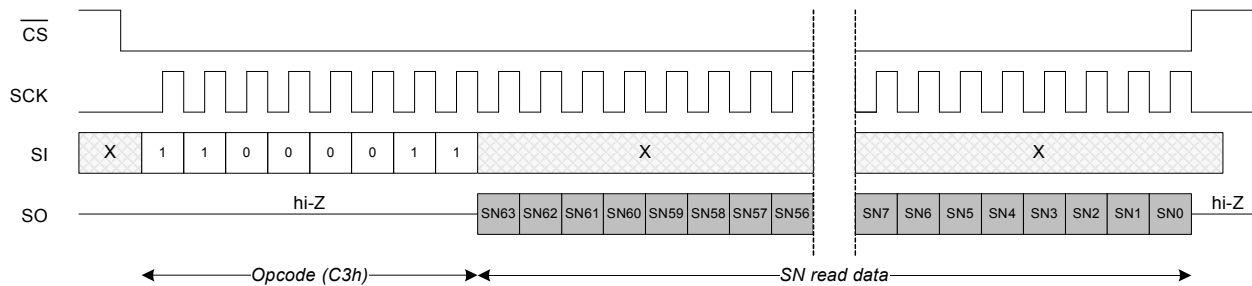 CS
SCK
SI X 1 1 0 0 0 0 1 1 X X
SO hi-Z SN63 SN62 SN61 SN60 SN59 SN58 SN57 SN56 SN7 SN6 SN5 SN4 SN3 SN2 SN1 SN0 hi-Z
Opcode (C3h) SN read data